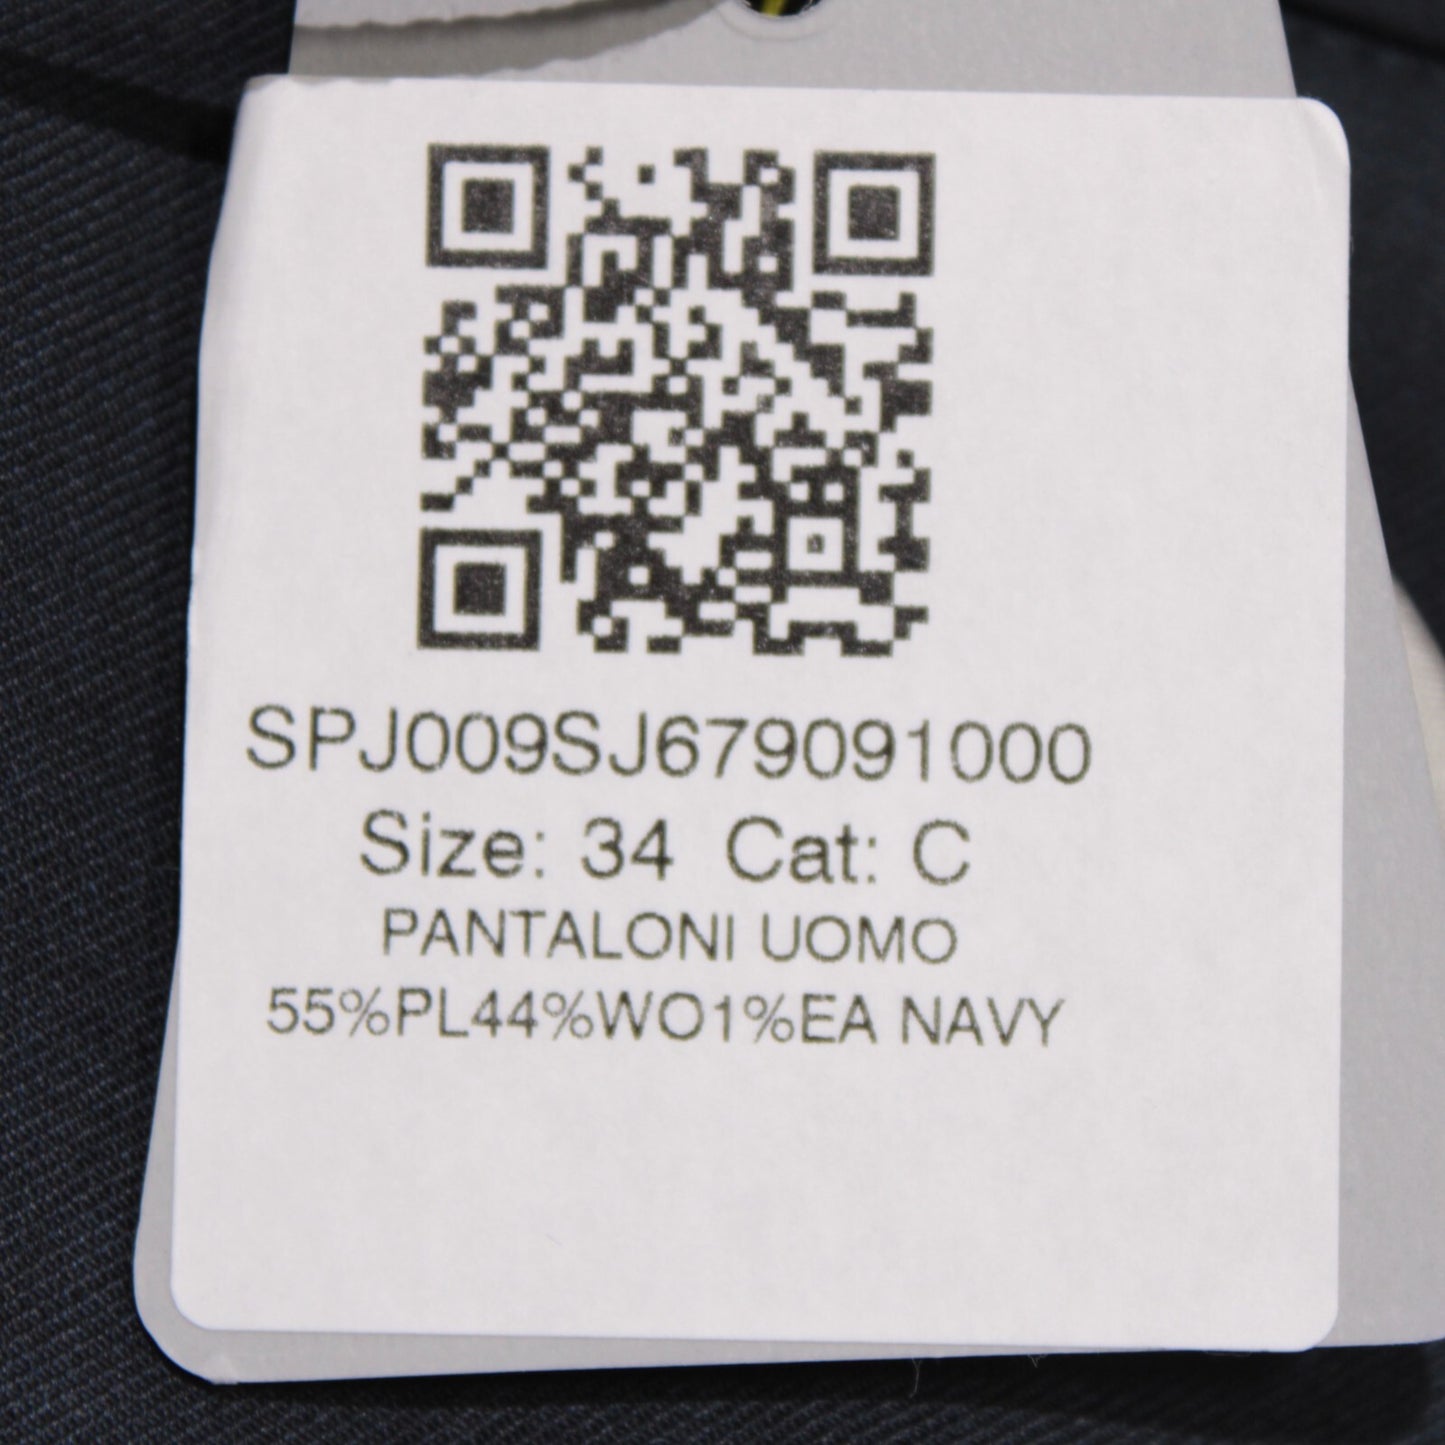 SPJ009SJ679091000
Size: 34 Cat: C
PANTALONI UOMO
55%PL44%WO1%EA NAVY